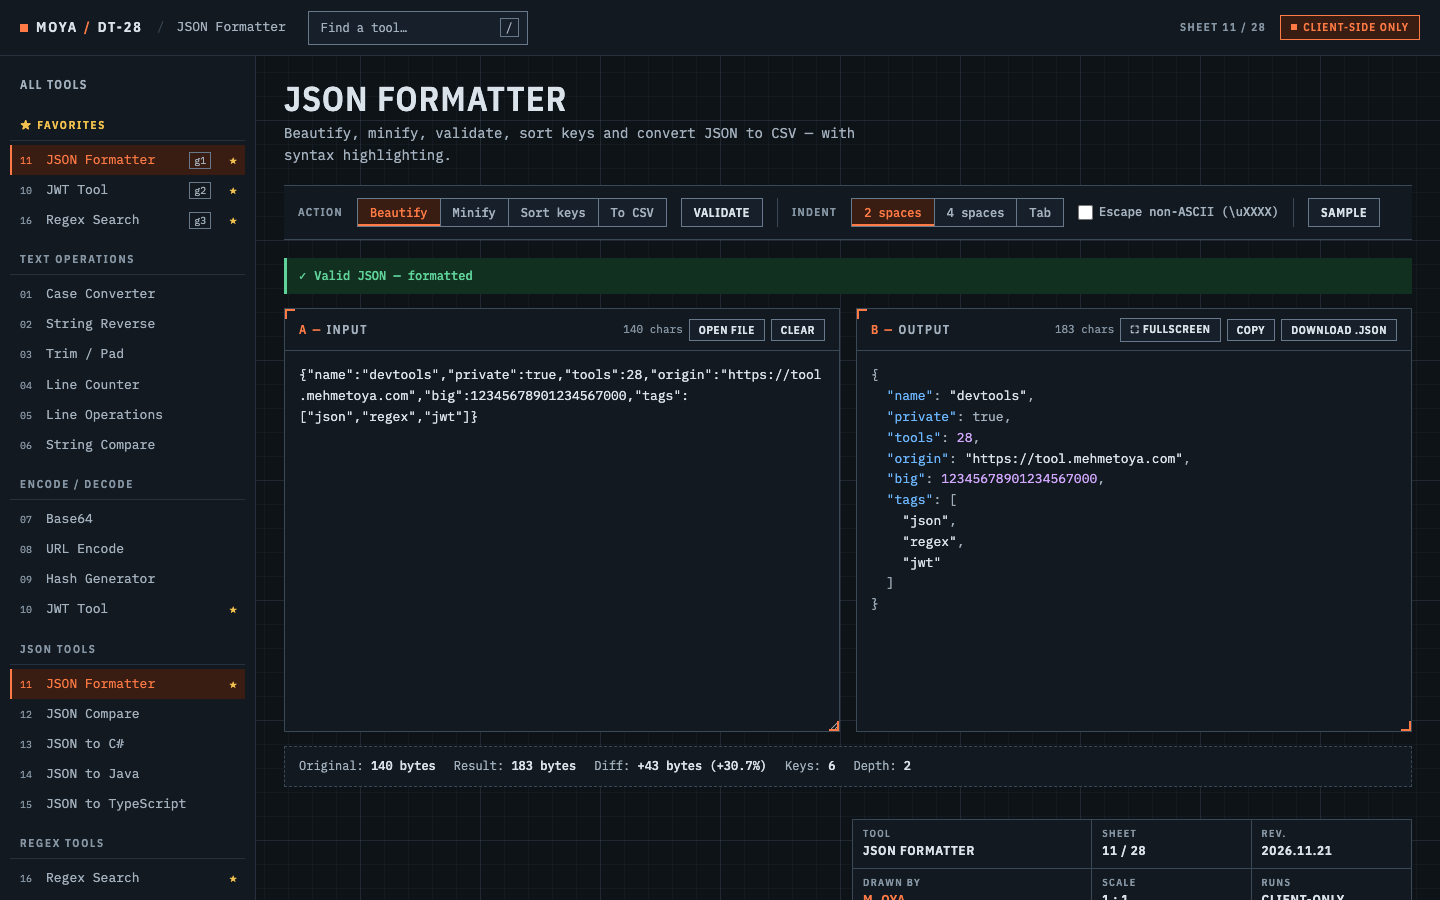 MOYA / DT-28 / JSON Formatter Find a tool… / SHEET 11 / 28 CLIENT-SIDE ONLY
ALL TOOLS
★ FAVORITES
11 JSON Formatter g1 ★
10 JWT Tool g2 ★
16 Regex Search g3 ★
TEXT OPERATIONS
01 Case Converter
02 String Reverse
03 Trim / Pad
04 Line Counter
05 Line Operations
06 String Compare
ENCODE / DECODE
07 Base64
08 URL Encode
09 Hash Generator
10 JWT Tool ★
JSON TOOLS
11 JSON Formatter ★
12 JSON Compare
13 JSON to C#
14 JSON to Java
15 JSON to TypeScript
REGEX TOOLS
16 Regex Search ★
JSON FORMATTER
Beautify, minify, validate, sort keys and convert JSON to CSV — with
syntax highlighting.
ACTION Beautify Minify Sort keys To CSV VALIDATE INDENT 2 spaces 4 spaces Tab Escape non-ASCII (\uXXXX) SAMPLE
✓ Valid JSON — formatted
A — INPUT 140 chars OPEN FILE CLEAR
{"name":"devtools","private":true,"tools":28,"origin":"https://tool
.mehmetoya.com","big":12345678901234567000,"tags":
["json","regex","jwt"]}
B — OUTPUT 183 chars ⛶ FULLSCREEN COPY DOWNLOAD .JSON
{
"name": "devtools",
"private": true,
"tools": 28,
"origin": "https://tool.mehmetoya.com",
"big": 12345678901234567000,
"tags": [
"json",
"regex",
"jwt"
]
}
Original: 140 bytes Result: 183 bytes Diff: +43 bytes (+30.7%) Keys: 6 Depth: 2
TOOL SHEET REV.
JSON FORMATTER 11 / 28 2026.11.21
DRAWN BY SCALE RUNS
M. OYA 1 : 1 CLIENT-ONLY